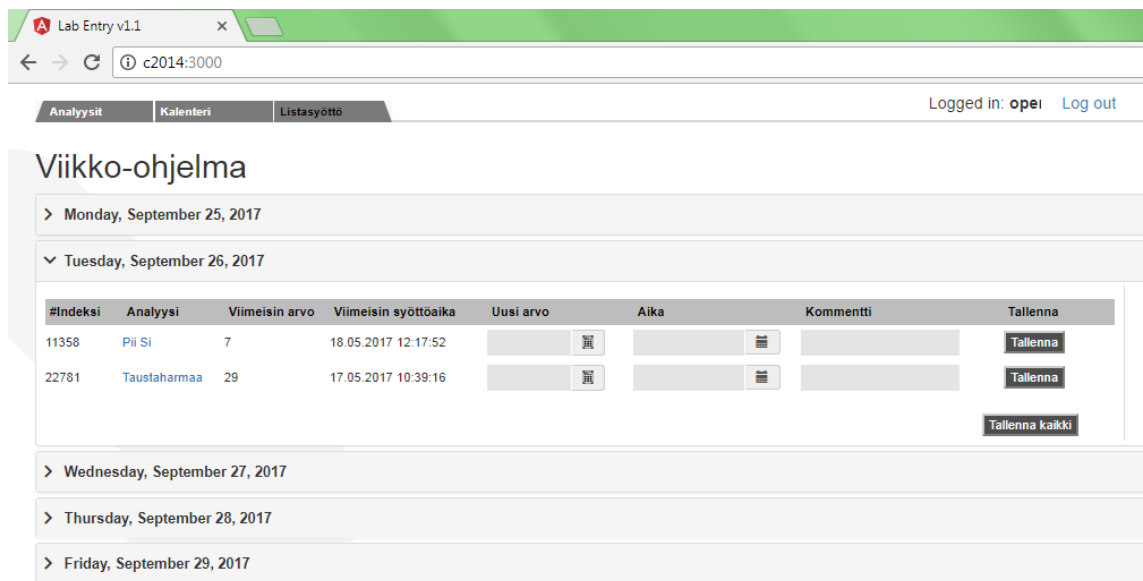 Lab Entry v1.1
c2014:3000
Analyysit Kalenteri Listasyöttö
Logged in: oper Log out
Viikko-ohjelma
Monday, September 25, 2017
Tuesday, September 26, 2017
#Indeksi Analyysi Viimeisin arvo Viimeisin syöttöaika Uusi arvo Aika Kommentti Tallenna
11358 Pii Si 7 18.05.2017 12:17:52 Tallenna
22781 Taustaharmaa 29 17.05.2017 10:39:16 Tallenna
Tallenna kaikki
Wednesday, September 27, 2017
Thursday, September 28, 2017
Friday, September 29, 2017